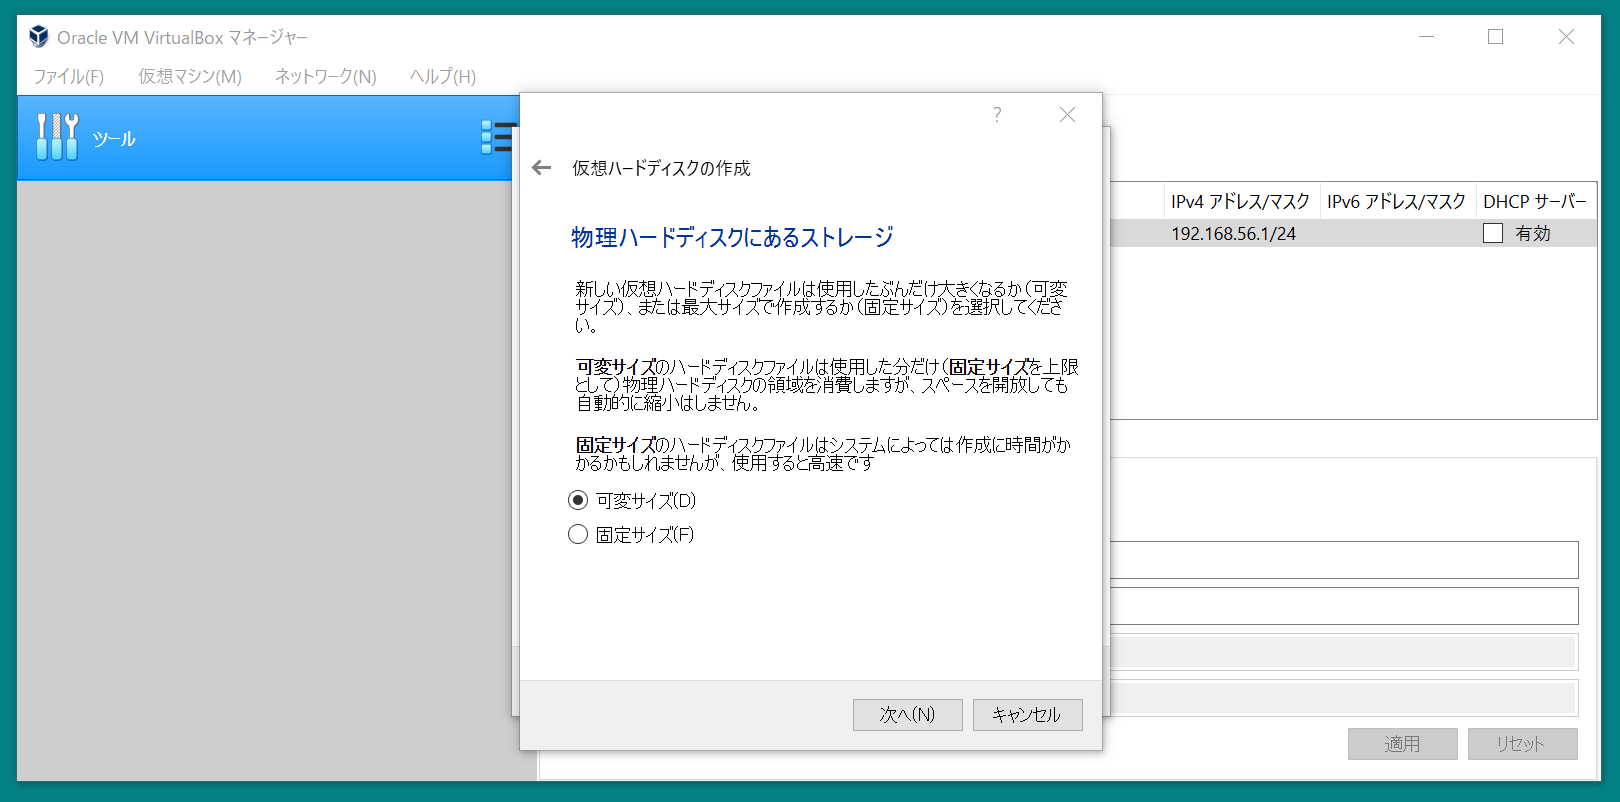 Oracle VM VirtualBox マネージャー
ファイル(F) 仮想マシン(M) ネットワーク(N) ヘルプ(H)
ツール
?
仮想ハードディスクの作成
物理ハードディスクにあるストレージ
新しい仮想ハードディスクファイルは使用したぶんだけ大きくなるか(可変
サイズ)、または最大サイズで作成するか(固定サイズ)を選択してくださ
い。
可変サイズのハードディスクファイルは使用した分だけ(固定サイズを上限
として)物理ハードディスクの領域を消費しますが、スペースを開放しても
自動的に縮小はしません。
固定サイズのハードディスクファイルはシステムによっては作成に時間がか
かるかもしれませんが、使用すると高速です
可変サイズ(D)
固定サイズ(F)
次へ(N) キャンセル
IPv4 アドレス/マスク IPv6 アドレス/マスク DHCP サーバー
192.168.56.1/24 有効
適用 リセット